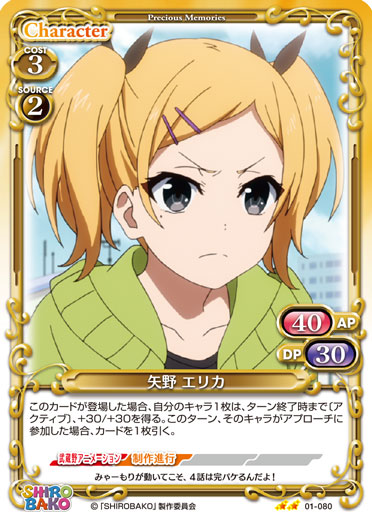 Precious Memories
Character
COST
3
SOURCE
2
40 AP
DP 30
矢野 エリカ
このカードが登場した場合、自分のキャラ1枚は、ターン終了時まで〔ア
クティブ〕、+30/+30を得る。このターン、そのキャラがアプローチに
参加した場合、カードを1枚引く。
武蔵野アニメーション 制作進行
みゃーもりが動いてこそ、4話は完パケるんだよ!
SHIRO
BAKO
©「SHIROBAKO」製作委員会
01-080